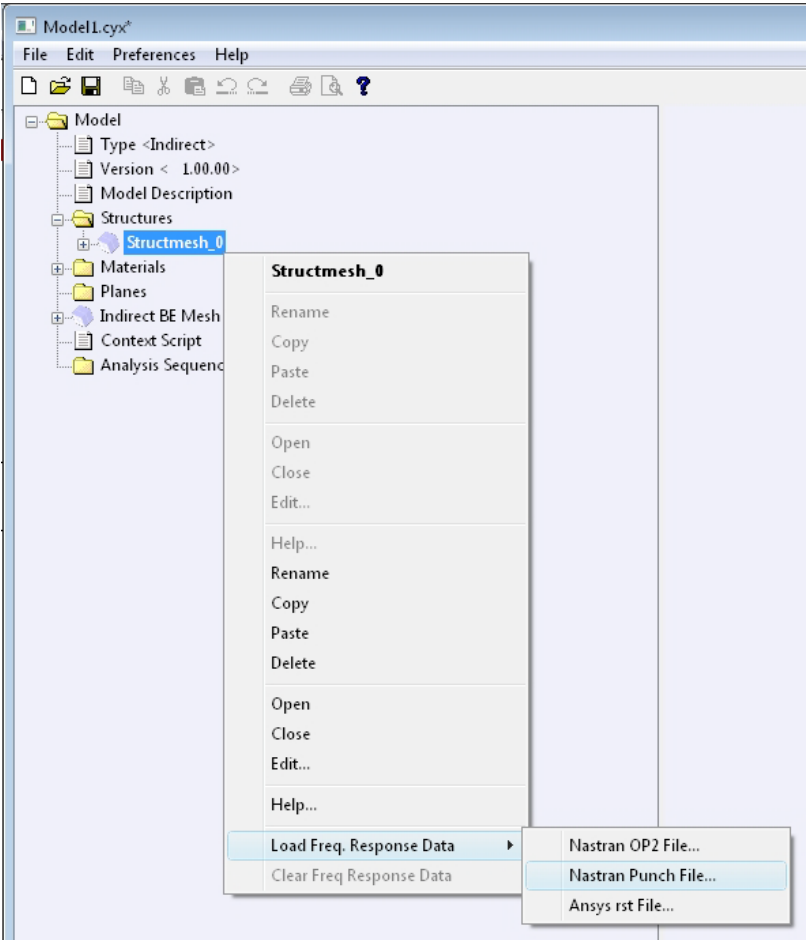 Model1.cyx*
File Edit Preferences Help
Model
Type <Indirect>
Version < 1.00.00>
Model Description
Structures
Structmesh_0
Materials
Planes
Indirect BE Mesh
Context Script
Analysis Sequenc
Structmesh_0
Rename
Copy
Paste
Delete
Open
Close
Edit...
Help...
Rename
Copy
Paste
Delete
Open
Close
Edit...
Help...
Load Freq. Response Data
Clear Freq Response Data
Nastran OP2 File...
Nastran Punch File...
Ansys rst File...